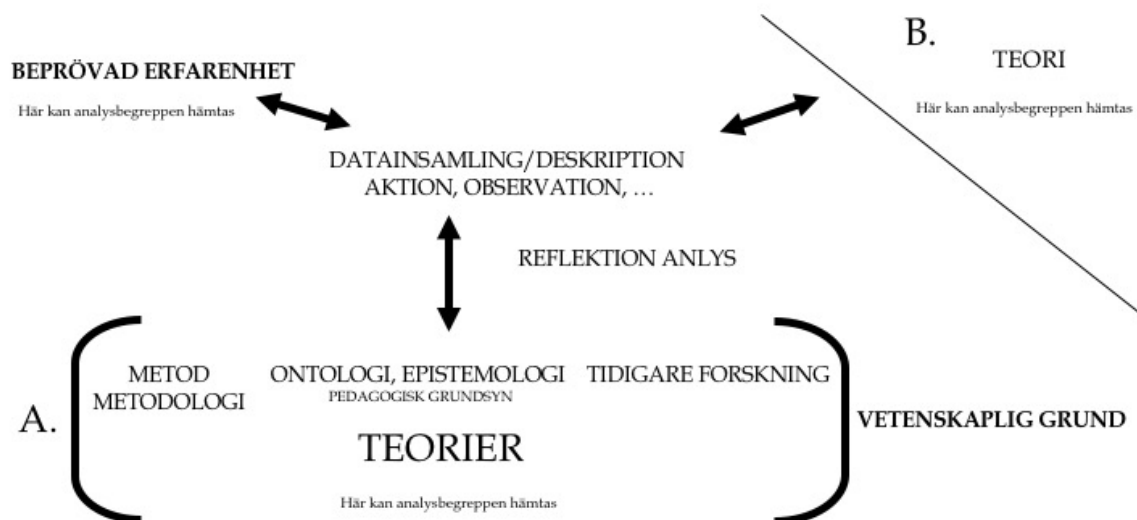 B.
TEORI
Här kan analysbegreppen hämtas
BEPRÖVAD ERFARENHET
Här kan analysbegreppen hämtas
DATAINSAMLING/DESKRIPTION
AKTION, OBSERVATION, …
REFLEKTION ANLYS
A.
METOD
METODOLOGI
ONTOLOGI, EPISTEMOLOGI
PEDAGOGISK GRUNDSYN
TIDIGARE FORSKNING
TEORIER
Här kan analysbegreppen hämtas
VETENSKAPLIG GRUND